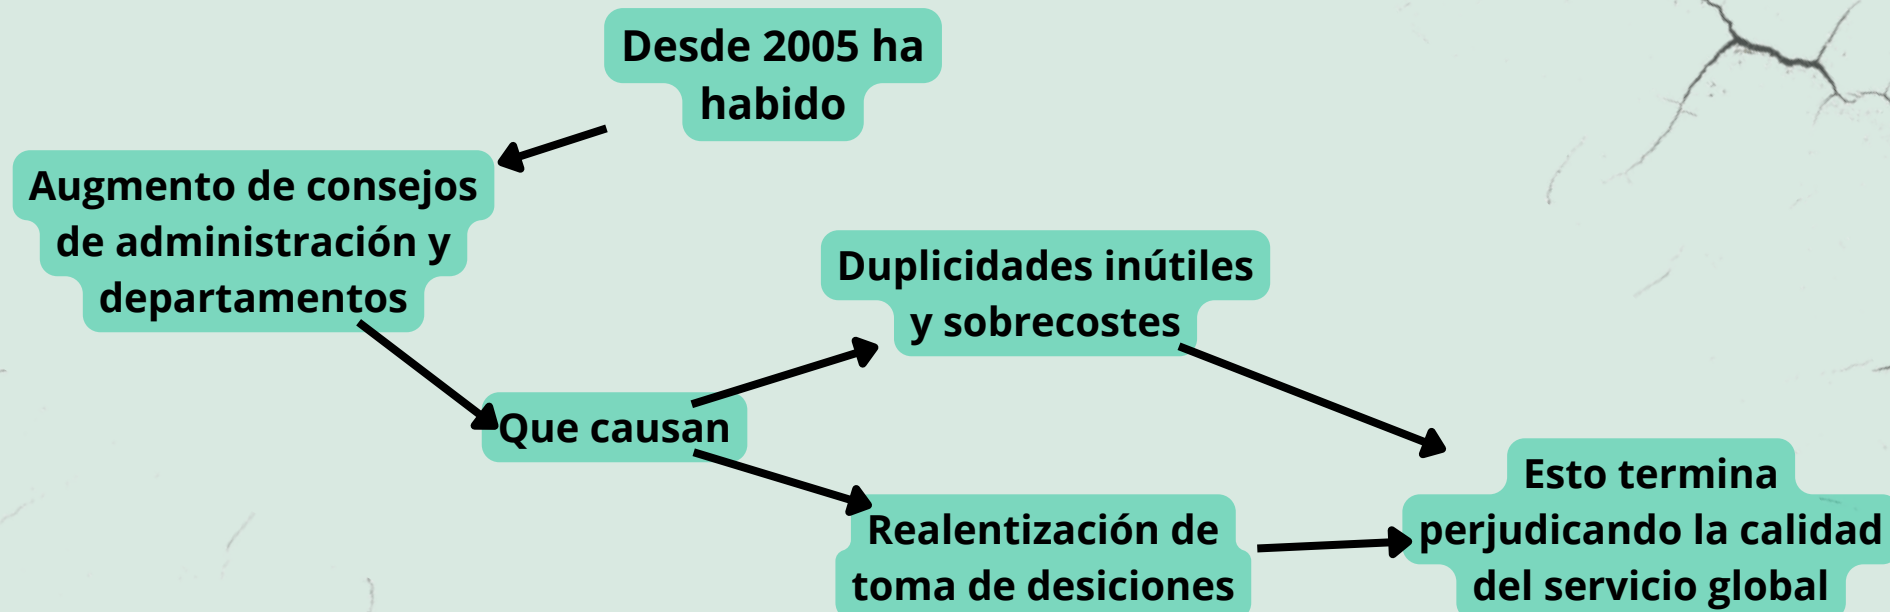 Desde 2005 ha
habido
Augmento de consejos
de administración y
departamentos
Que causan
Duplicidades inútiles
y sobrecostes
Realentización de
toma de desiciones
Esto termina
perjudicando la calidad
del servicio global